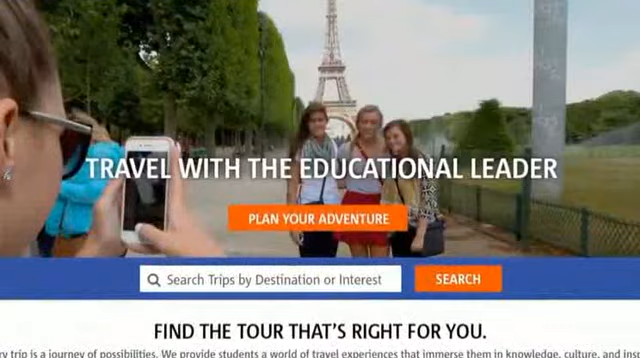 TRAVEL WITH THE EDUCATIONAL LEADER
PLAN YOUR ADVENTURE
Search Trips by Destination or Interest
SEARCH
FIND THE TOUR THAT'S RIGHT FOR YOU.
trip is a journey of possibilities. We provide students a world of travel experiences that immerse them in knowledge, culture, and